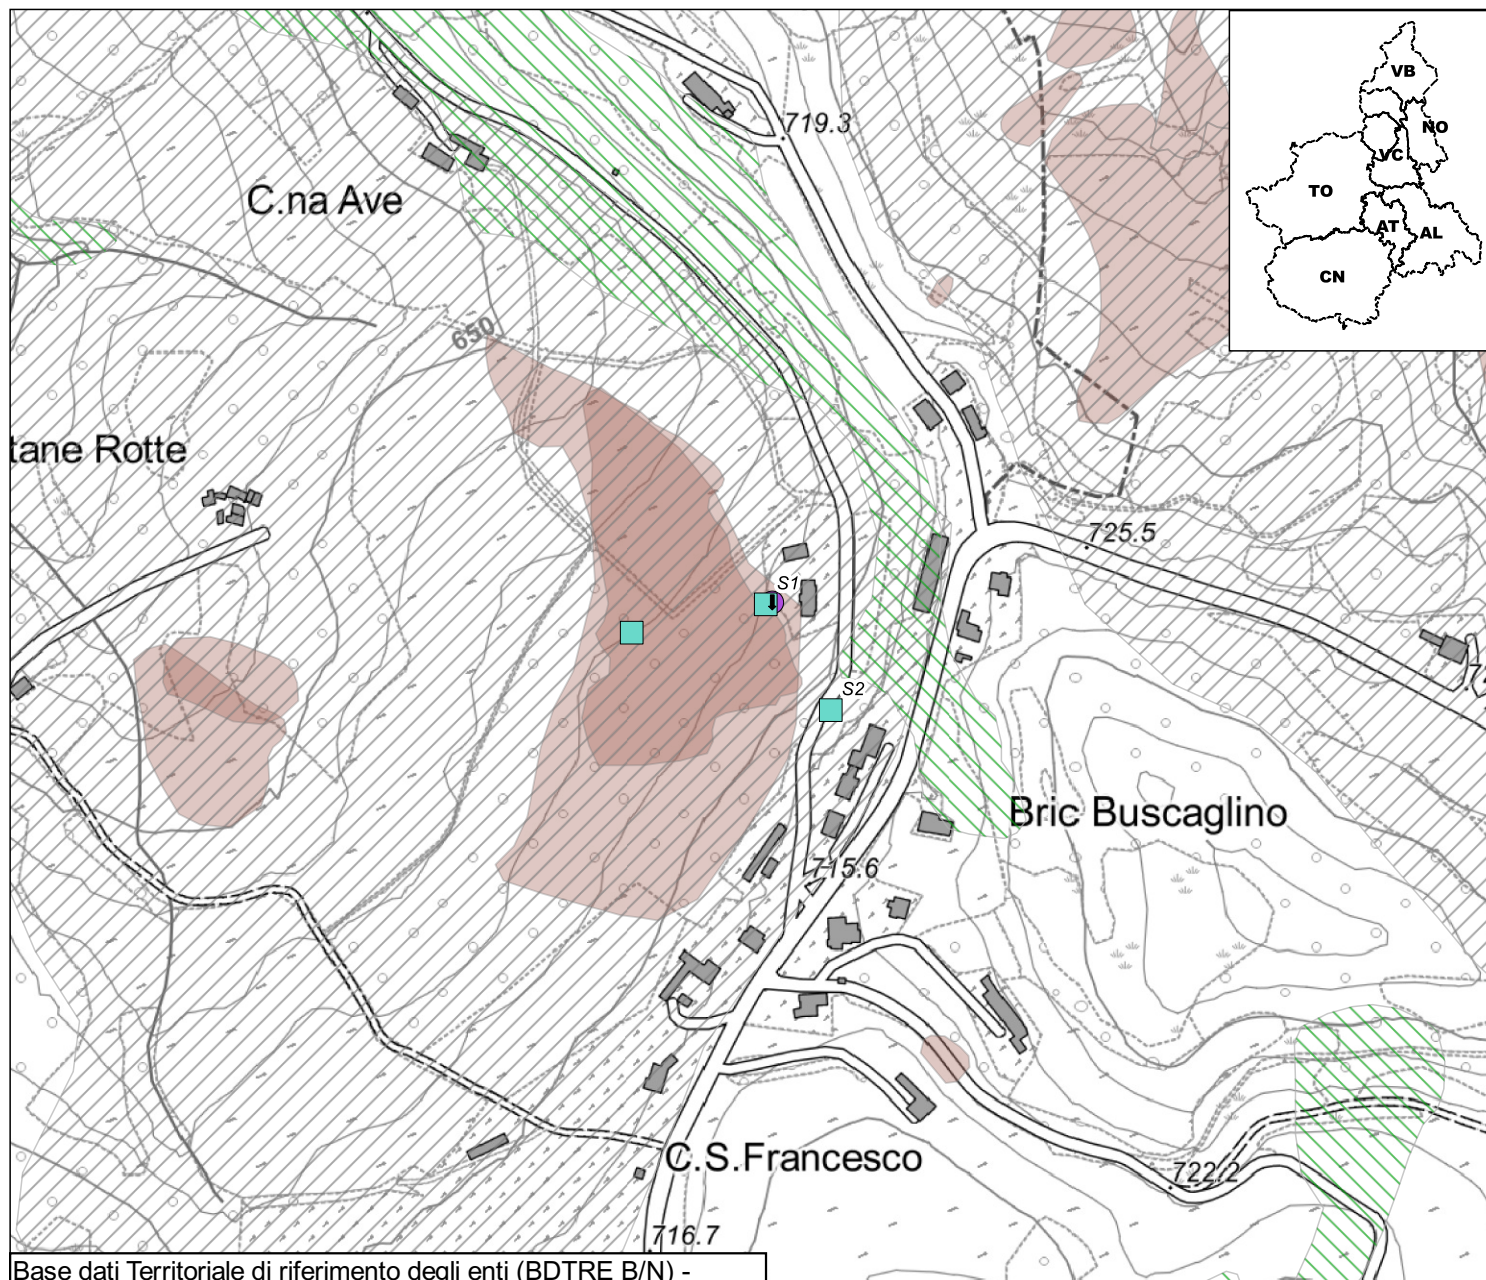 719.3
VB
NO
VC
TO
AT
AL
CN
C.na Ave
650
tane Rotte
725.5
S1
S2
72
Bric Buscaglino
715.6
C.S.Francesco
722.2
716.7
Base dati Territoriale di riferimento degli enti (BDTRE B/N) -